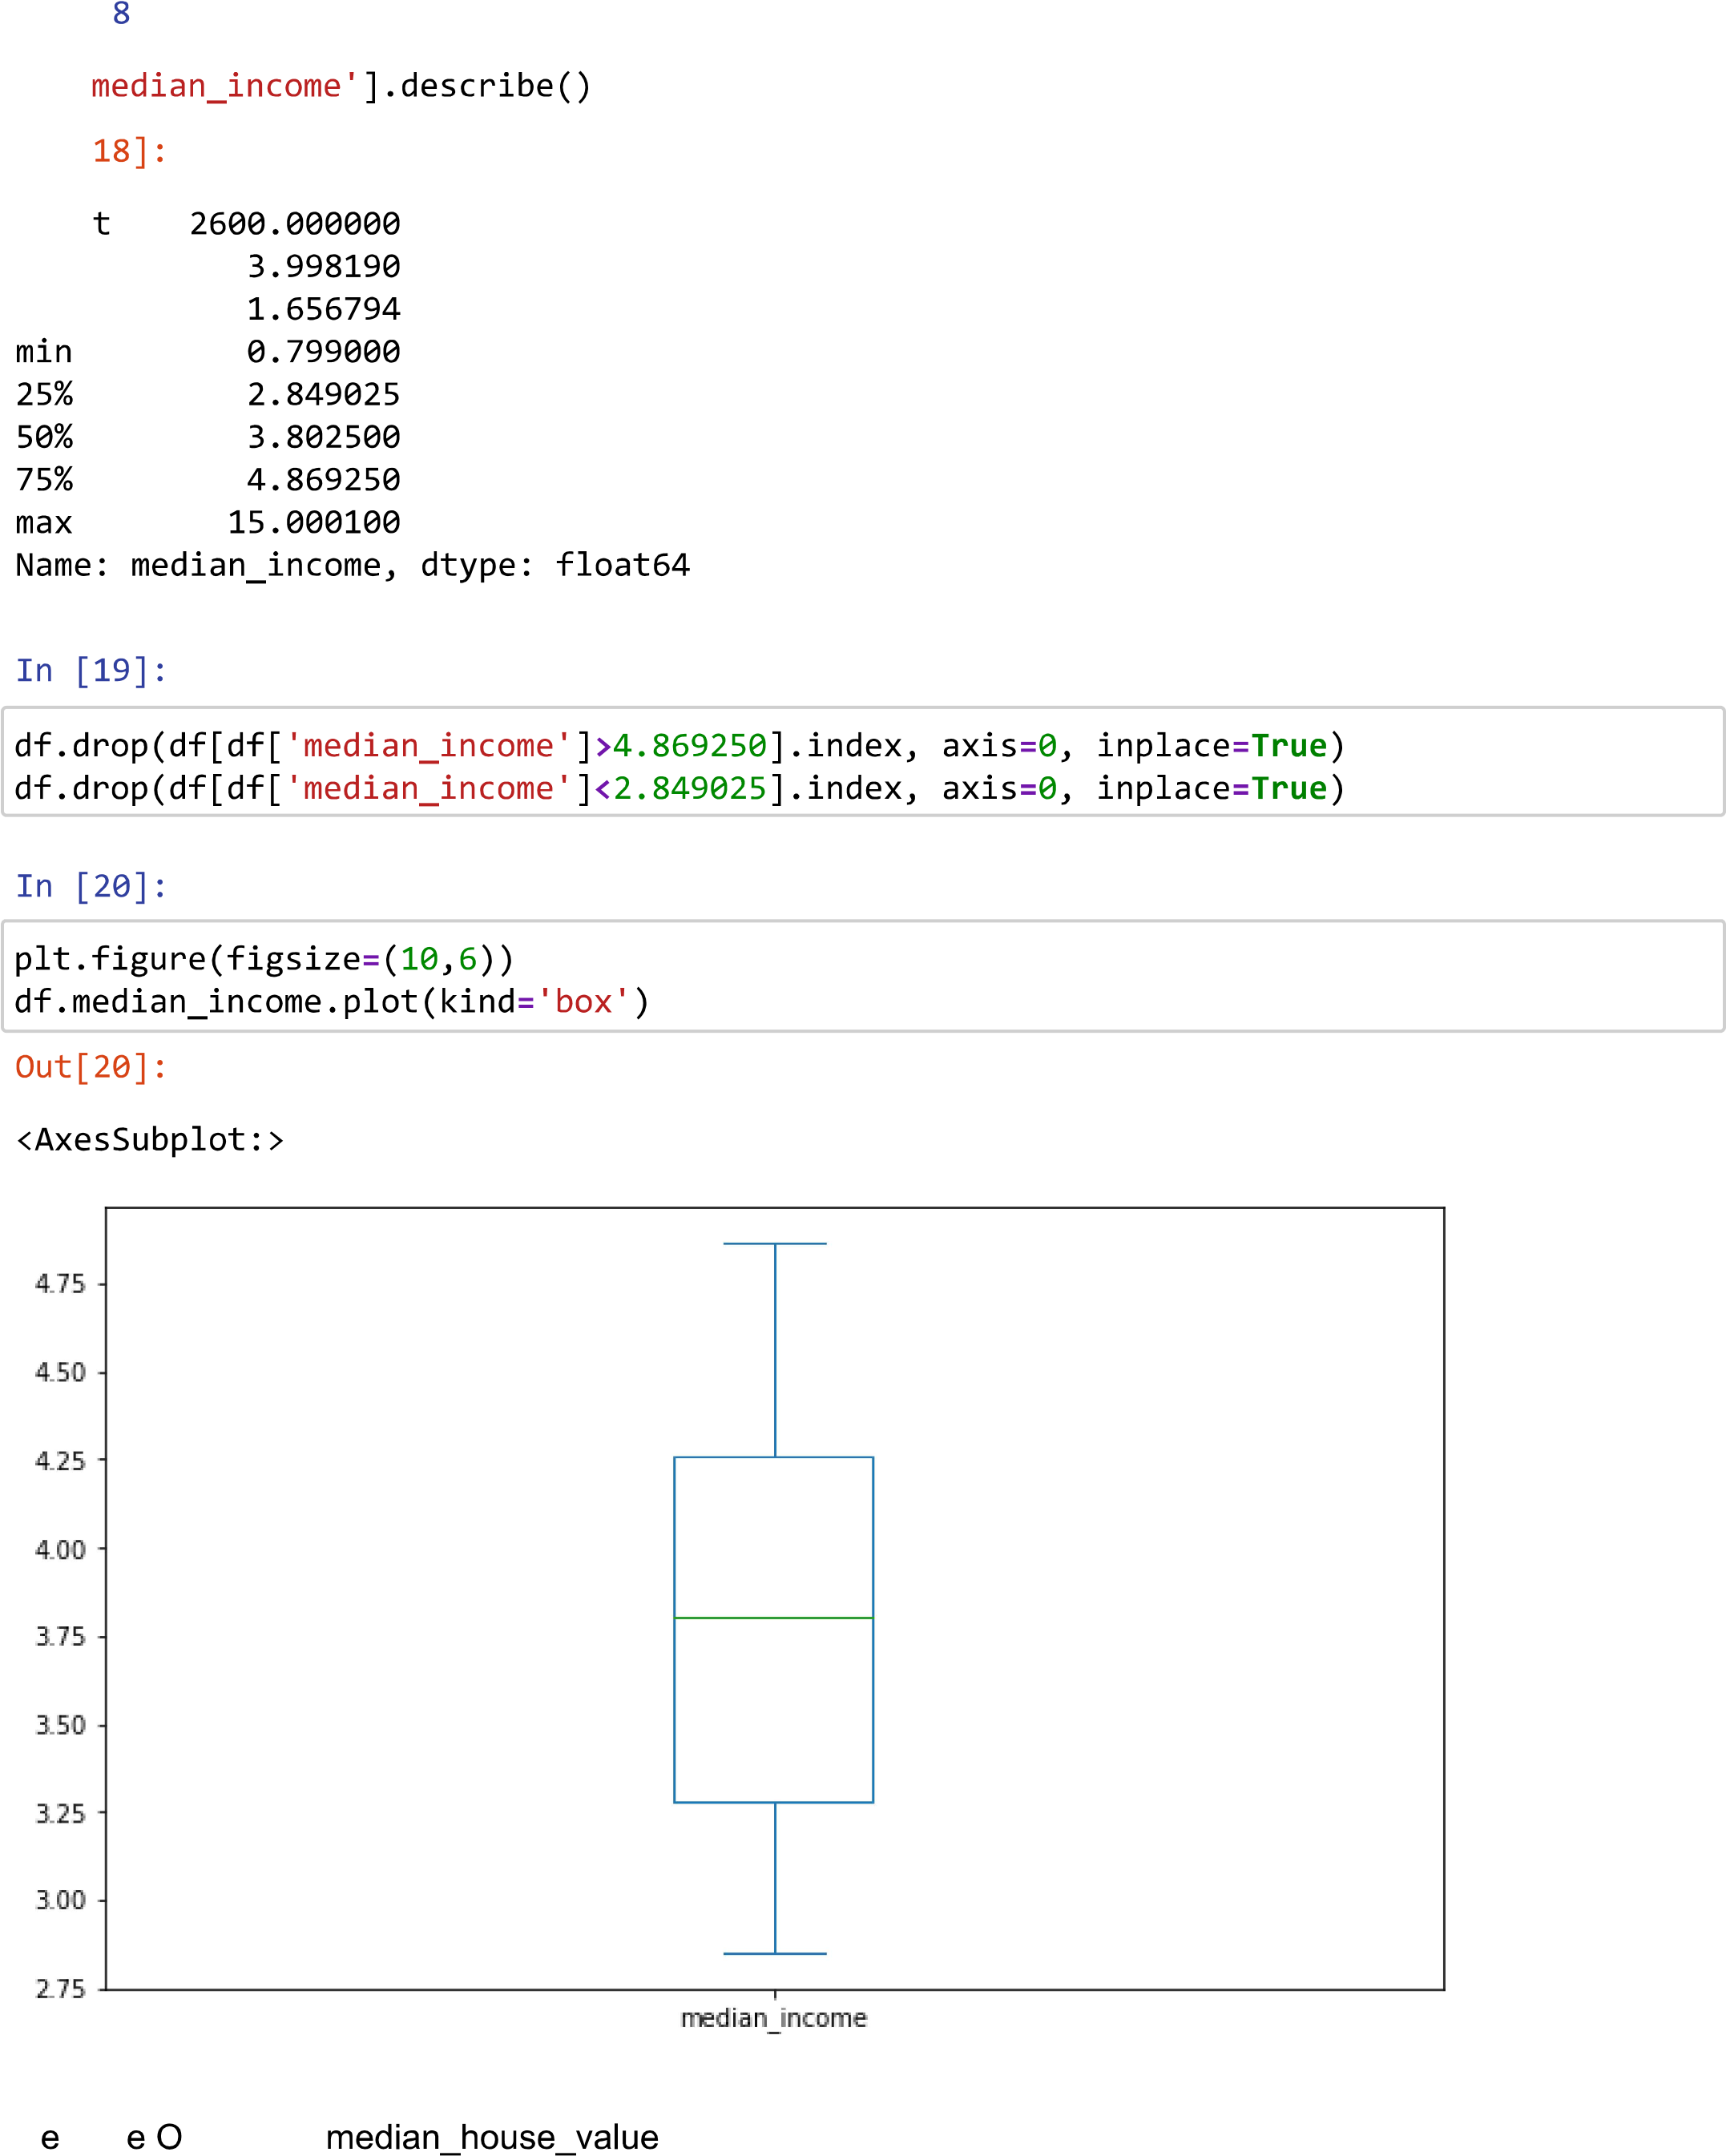 8
median_income'].describe()
18]:
t 2600.000000
3.998190
1.656794
min 0.799000
25% 2.849025
50% 3.802500
75% 4.869250
max 15.000100
Name: median_income, dtype: float64
In [19]:
df.drop(df[df['median_income']>4.869250].index, axis=0, inplace=True)
df.drop(df[df['median_income']<2.849025].index, axis=0, inplace=True)
In [20]:
plt.figure(figsize=(10,6))
df.median_income.plot(kind='box')
Out[20]:
<AxesSubplot:>
4.75
4.50
4.25
4.00
3.75
3.50
3.25
3.00
2.75
median_income
e e O median_house_value